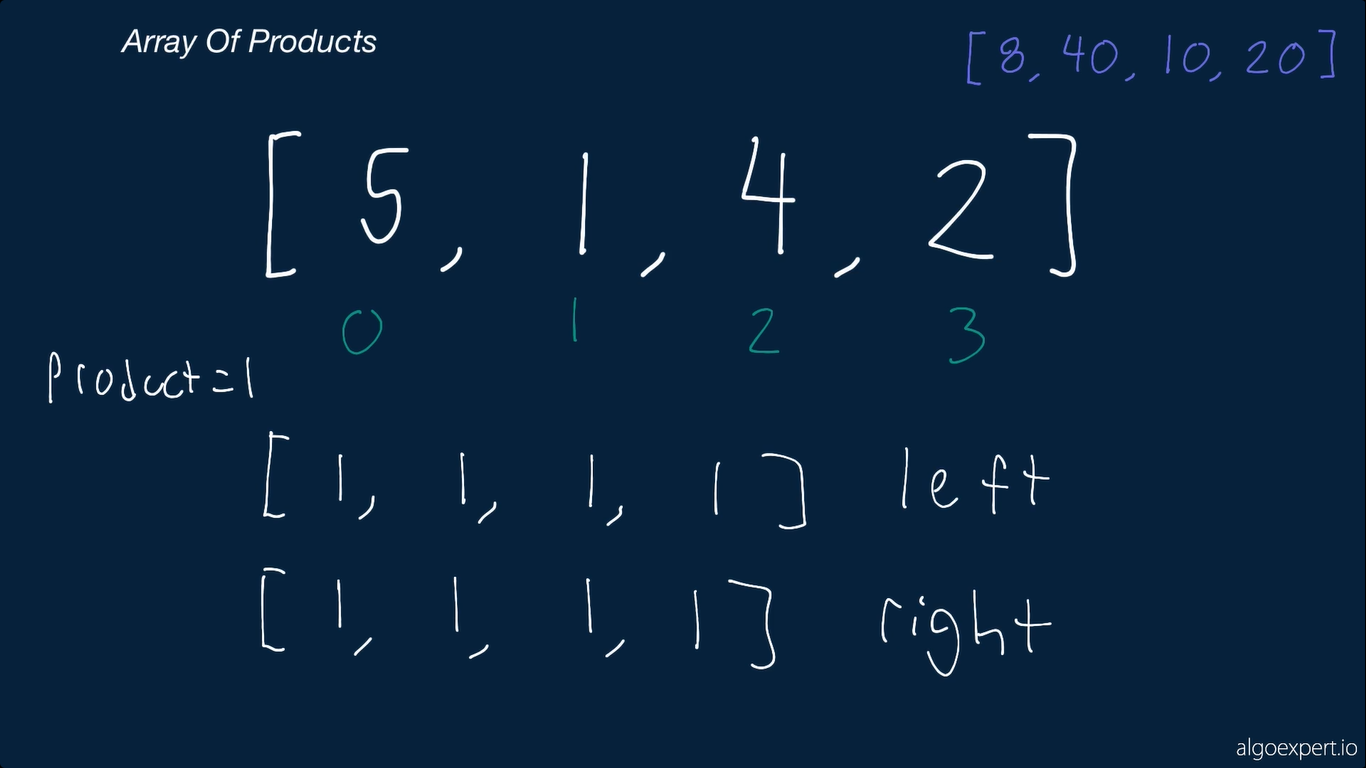 Array Of Products
[8, 40, 10, 20]
[5, 1, 4, 2]
0 1 2 3
Product=1
[1, 1, 1, 1] left
[1, 1, 1, 1] right
algoexpert.io